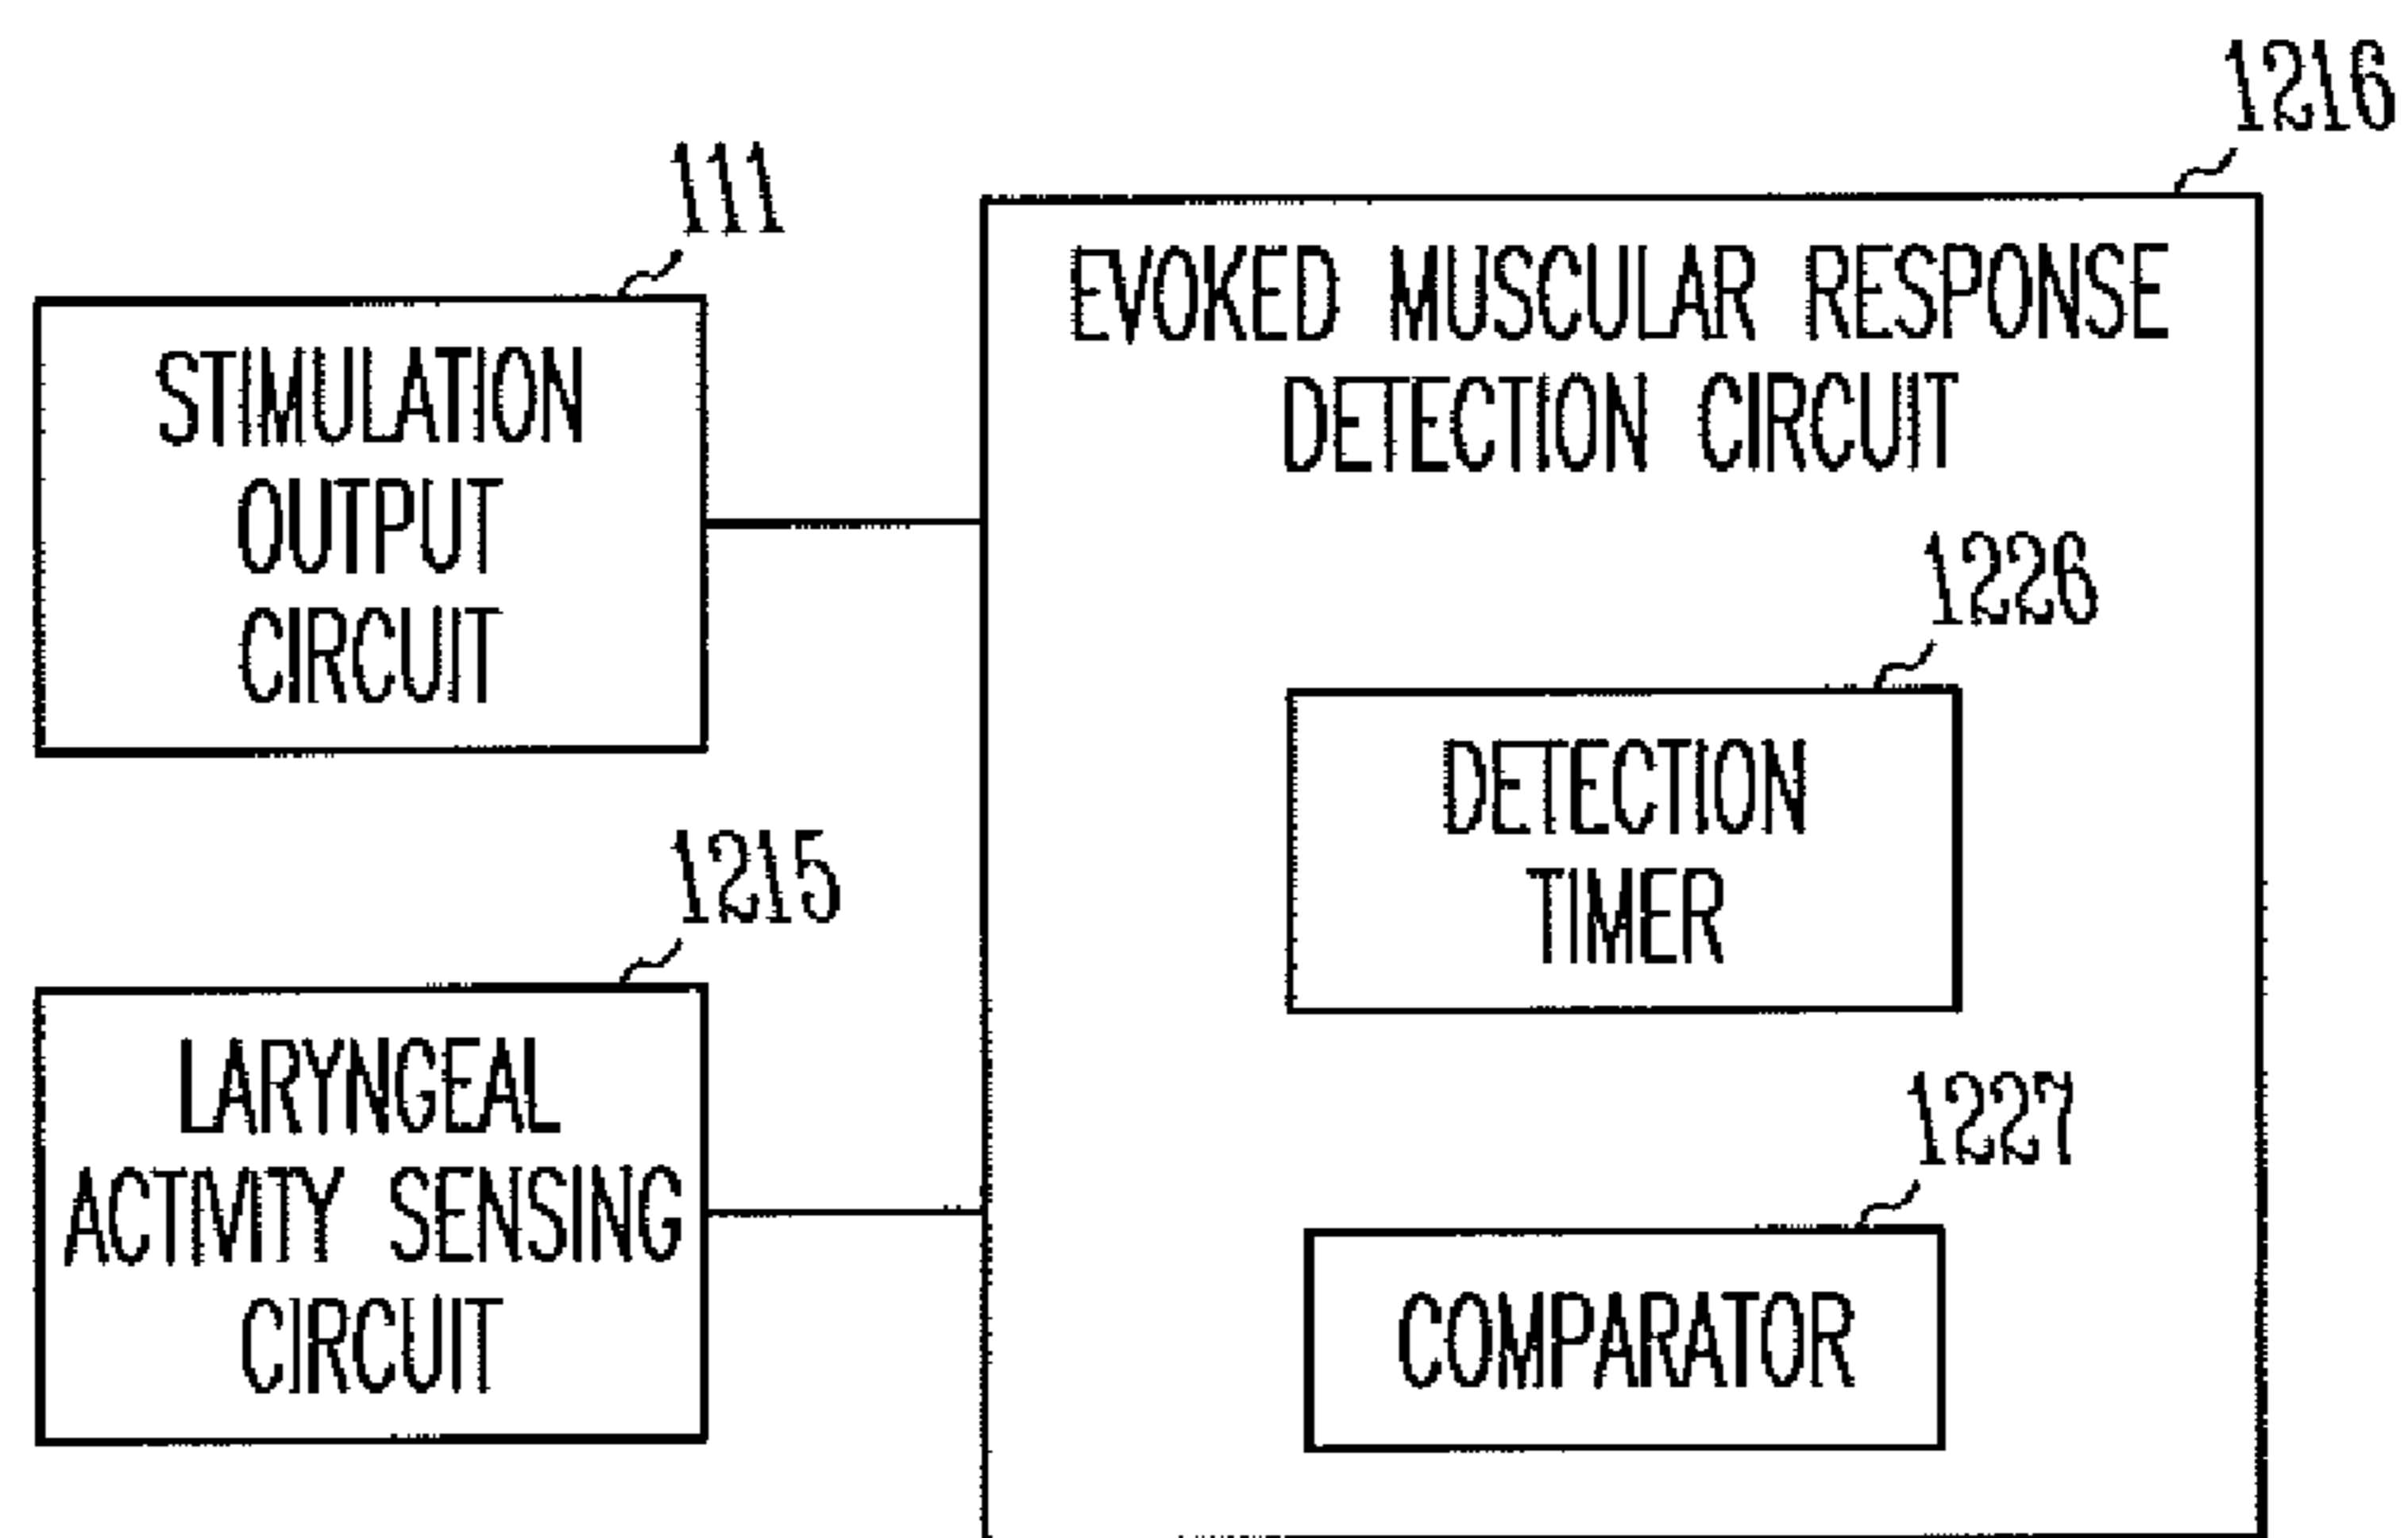 1216
111
EVOKED MUSCULAR RESPONSE
DETECTION CIRCUIT
STIMULATION
OUTPUT
CIRCUIT
1226
DETECTION
TIMER
1215
LARYNGEAL
ACTIVITY SENSING
CIRCUIT
1227
COMPARATOR